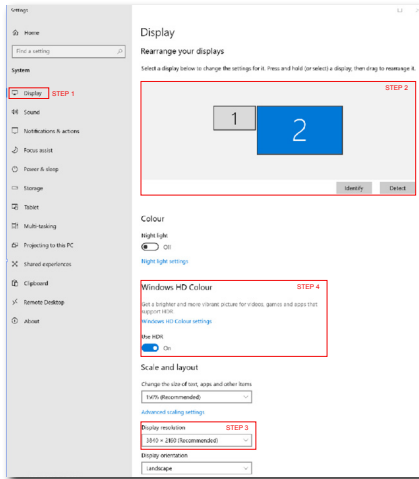 Settings
Home
Find a setting
System
Display STEP 1
Sound
Notifications & actions
Focus assist
Power & sleep
Storage
Tablet
Multi-tasking
Projecting to this PC
Shared experiences
Clipboard
Remote Desktop
About
Display
Rearrange your displays
Select a display below to change the settings for it. Press and hold (or select) a display, then drag to rearrange it.
STEP 2
1 2
Identify Detect
Colour
Night light
Off
Night light settings
STEP 4
Windows HD Colour
Get a brighter and more vibrant picture for videos, games and apps that
support HDR.
Windows HD Colour settings
Use HDR
On
Scale and layout
Change the size of text, apps and other items
150% (Recommended)
Advanced scaling settings
Display resolution STEP 3
3840 × 2160 (Recommended)
Display orientation
Landscape